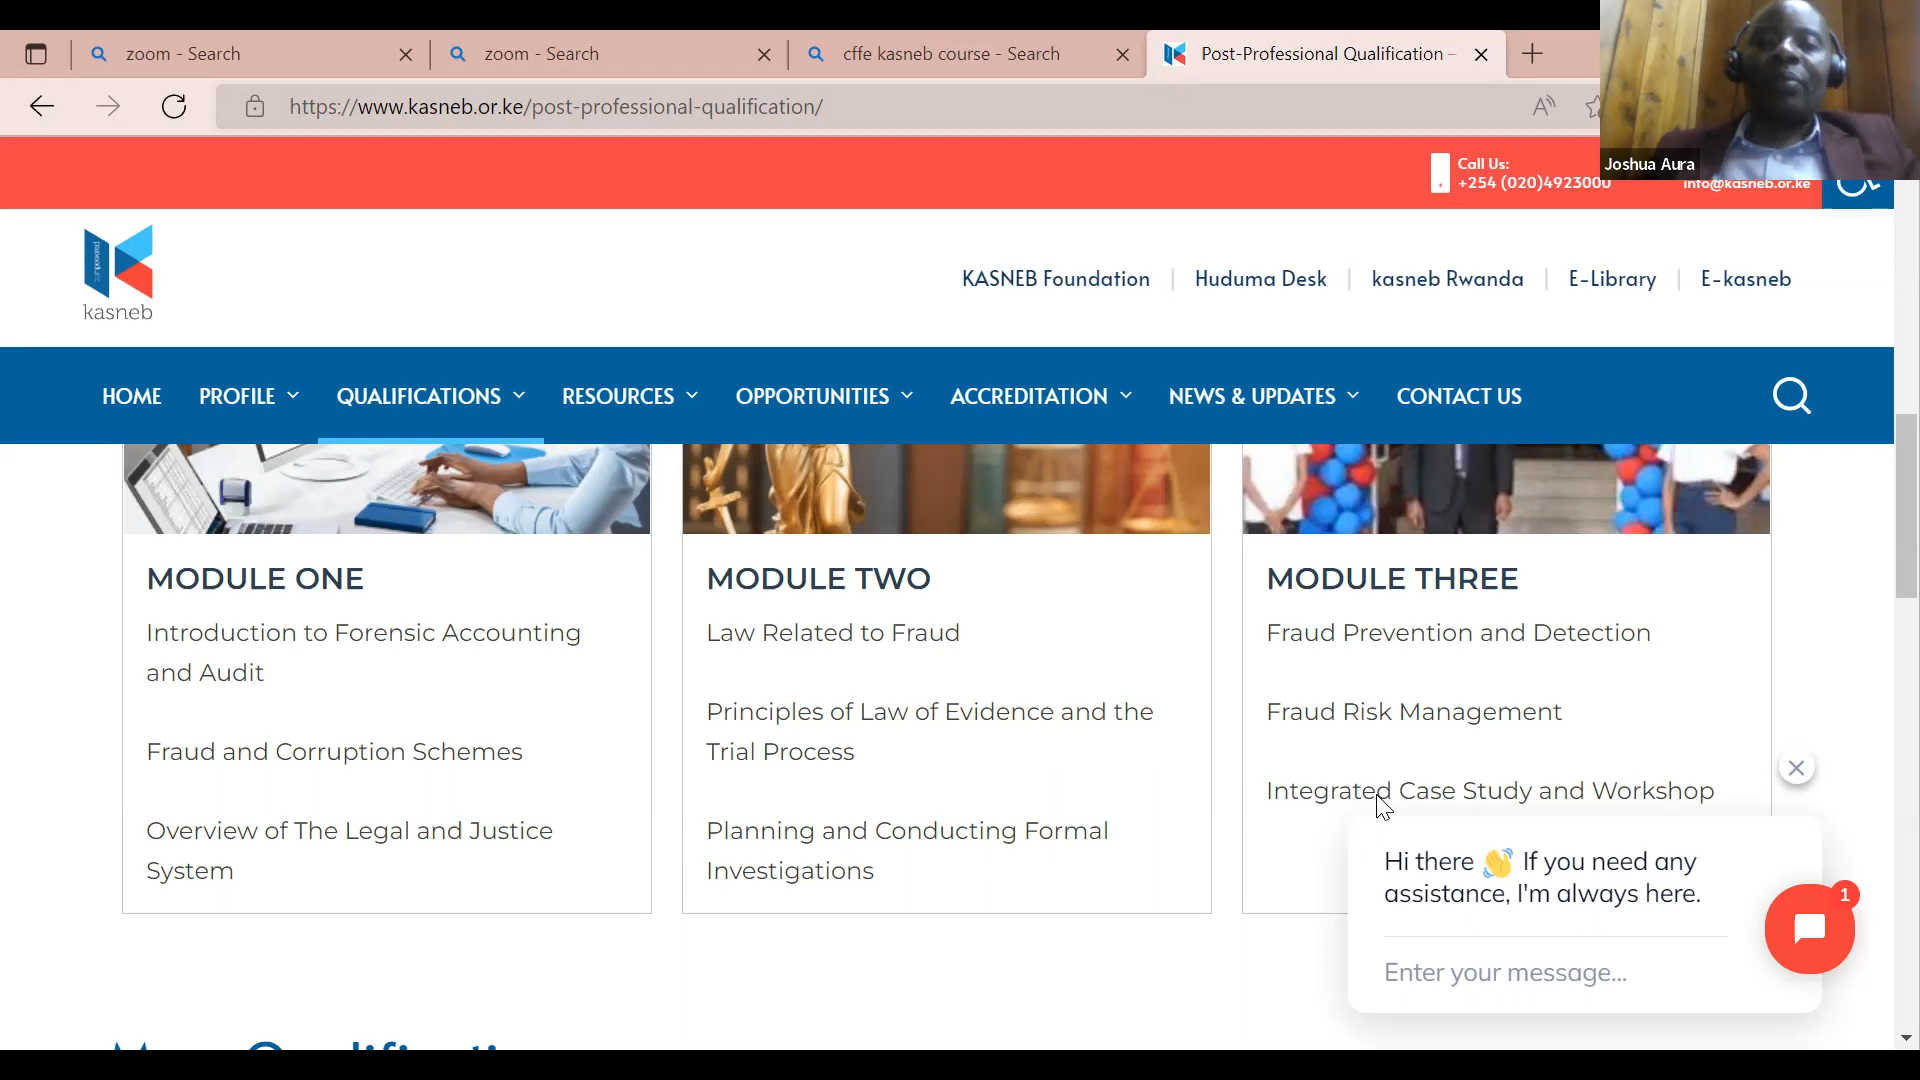 zoom - Search
zoom - Search
cffe kasneb course - Search
Post-Professional Qualification -
https://www.kasneb.or.ke/post-professional-qualification/
Joshua Aura
Call Us:
+254 (020)4923000
info@kasneb.or.ke
kasneb
KASNEB Foundation
Huduma Desk
kasneb Rwanda
E-Library
E-kasneb
HOME
PROFILE
QUALIFICATIONS
RESOURCES
OPPORTUNITIES
ACCREDITATION
NEWS & UPDATES
CONTACT US
MODULE ONE
Introduction to Forensic Accounting
and Audit
Fraud and Corruption Schemes
Overview of The Legal and Justice
System
MODULE TWO
Law Related to Fraud
Principles of Law of Evidence and the
Trial Process
Planning and Conducting Formal
Investigations
MODULE THREE
Fraud Prevention and Detection
Fraud Risk Management
Integrated Case Study and Workshop
Hi there 👋 If you need any
assistance, I'm always here.
1
Enter your message...